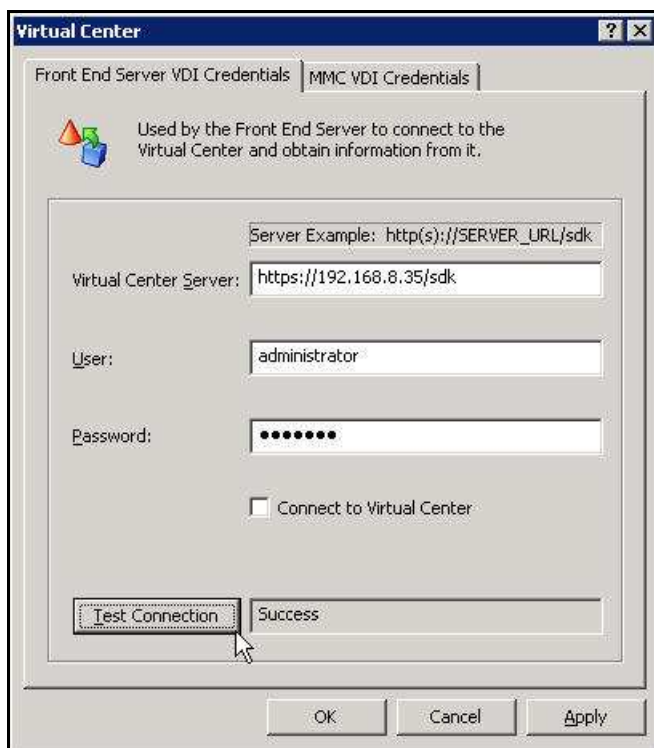 Virtual Center
Front End Server VDI Credentials
MMC VDI Credentials
Used by the Front End Server to connect to the
Virtual Center and obtain information from it.
Server Example: http(s)://SERVER_URL/sdk
Virtual Center Server: https://192.168.8.35/sdk
User: administrator
Password: ●●●●●●●
Connect to Virtual Center
Test Connection Success
OK Cancel Apply